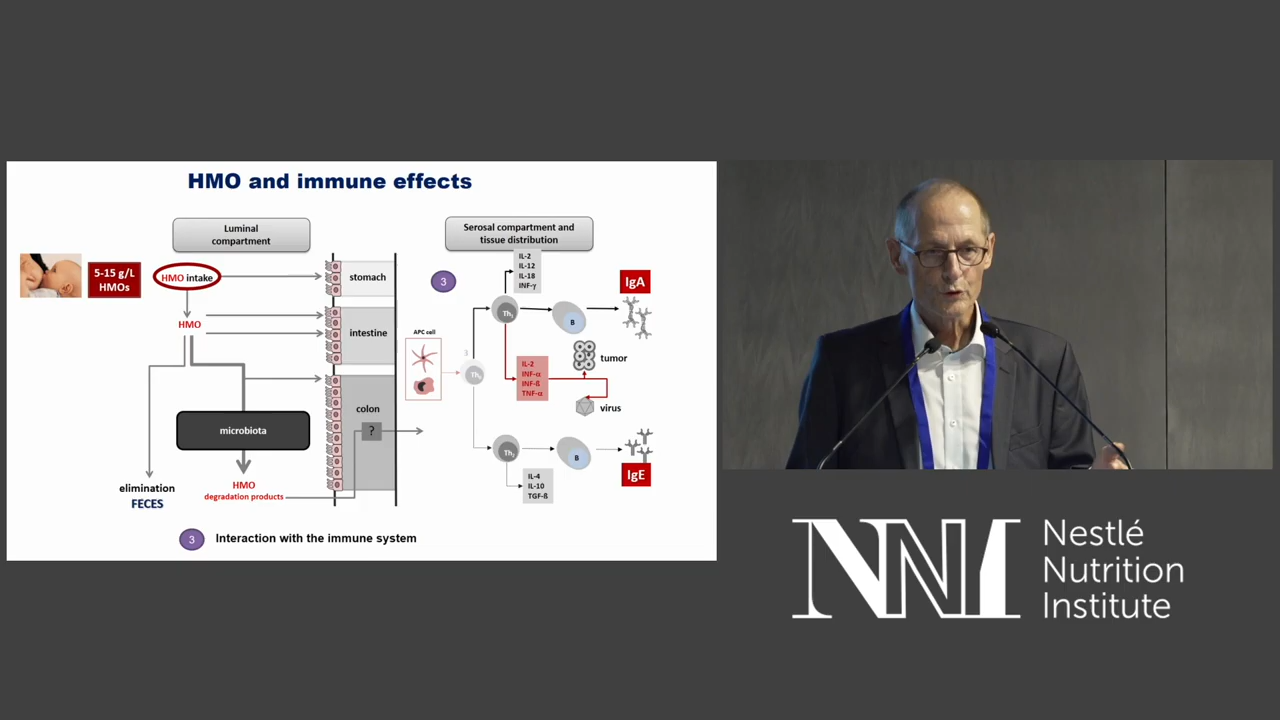 HMO and immune effects
Luminal
compartment
Serosal compartment and
tissue distribution
5-15 g/L
HMOs
HMO intake
HMO
microbiota
HMO
degradation products
elimination
FECES
stomach
intestine
colon
?
3
APC cell
Th₀
IL-2
IL-12
IL-18
INF-γ
Th₁
B
IgA
IL-2
INF-α
INF-ß
TNF-α
tumor
virus
Th₂
B
IgE
IL-4
IL-10
TGF-ß
3
Interaction with the immune system
NNI
Nestlé
Nutrition
Institute